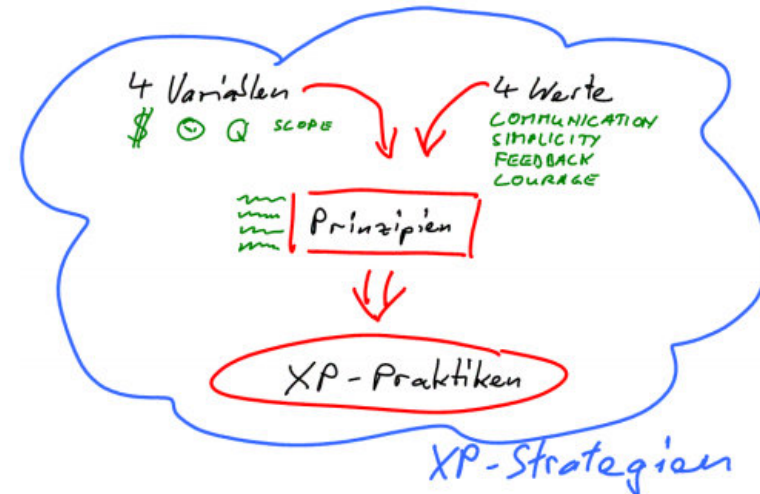 4 Variablen
$ Q SCOPE
4 Werte
COMMUNICATION
SIMPLICITY
FEEDBACK
COURAGE
Prinzipien
XP-Praktiken
XP-Strategien